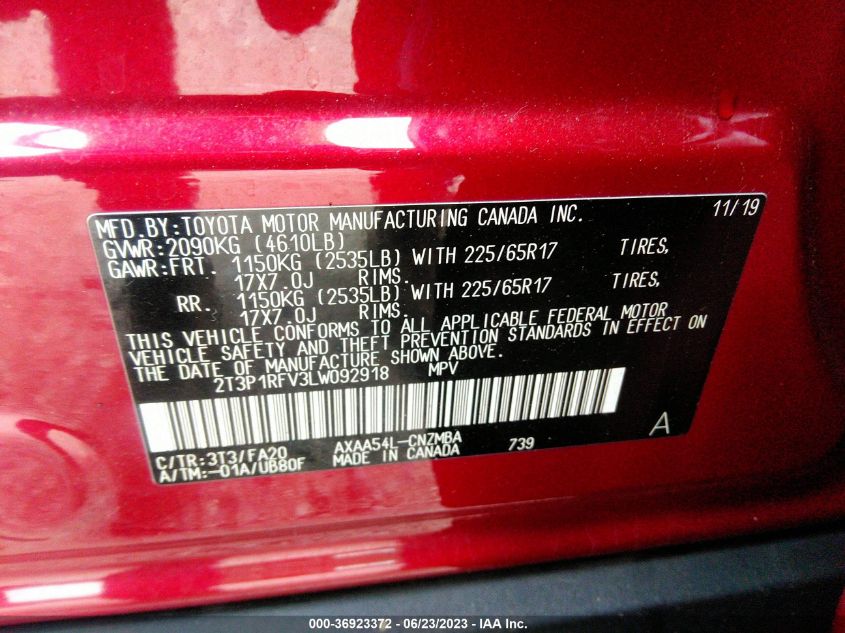 MFD.BY:TOYOTA MOTOR MANUFACTURING CANADA INC. 11/19
GVWR:2090KG (4610LB)
GAWR:FRT. 1150KG (2535LB) WITH 225/65R17 TIRES,
17X7.0J RIMS.
RR. 1150KG (2535LB) WITH 225/65R17 TIRES,
17X7.0J RIMS.
THIS VEHICLE CONFORMS TO ALL APPLICABLE FEDERAL MOTOR
VEHICLE SAFETY AND THEFT PREVENTION STANDARDS IN EFFECT ON
THE DATE OF MANUFACTURE SHOWN ABOVE.
2T3P1RFV3LW092918 MPV
A
C/TR:3T3/FA20 AXAA54L-CNZMBA 739
A/TM:-01A/UB80F MADE IN CANADA
000-36923372 - 06/23/2023 - IAA Inc.